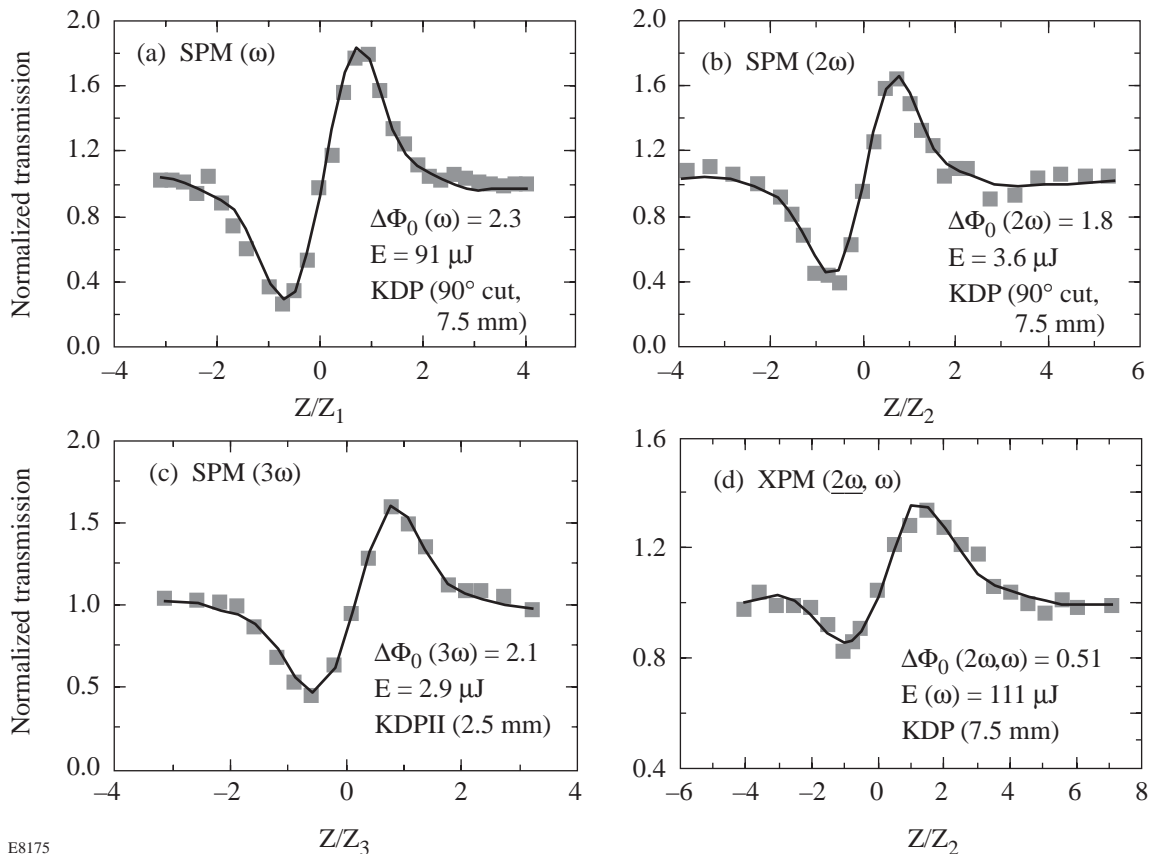 Normalized transmission
2.0
1.6
1.2
0.8
0.4
0.0
(a) SPM (ω)
ΔΦ0 (ω) = 2.3
E = 91 μJ
KDP (90° cut,
7.5 mm)
−4 −2 0 2 4
Z/Z1
2.0
1.6
1.2
0.8
0.4
0.0
(b) SPM (2ω)
ΔΦ0 (2ω) = 1.8
E = 3.6 μJ
KDP (90° cut,
7.5 mm)
−4 −2 0 2 4 6
Z/Z2
Normalized transmission
2.0
1.5
1.0
0.5
0.0
(c) SPM (3ω)
ΔΦ0 (3ω) = 2.1
E = 2.9 μJ
KDPII (2.5 mm)
−4 −2 0 2 4
Z/Z3
1.6
1.2
0.8
0.4
(d) XPM (2ω, ω)
ΔΦ0 (2ω,ω) = 0.51
E (ω) = 111 μJ
KDP (7.5 mm)
−6 −4 −2 0 2 4 6 8
Z/Z2
E8175